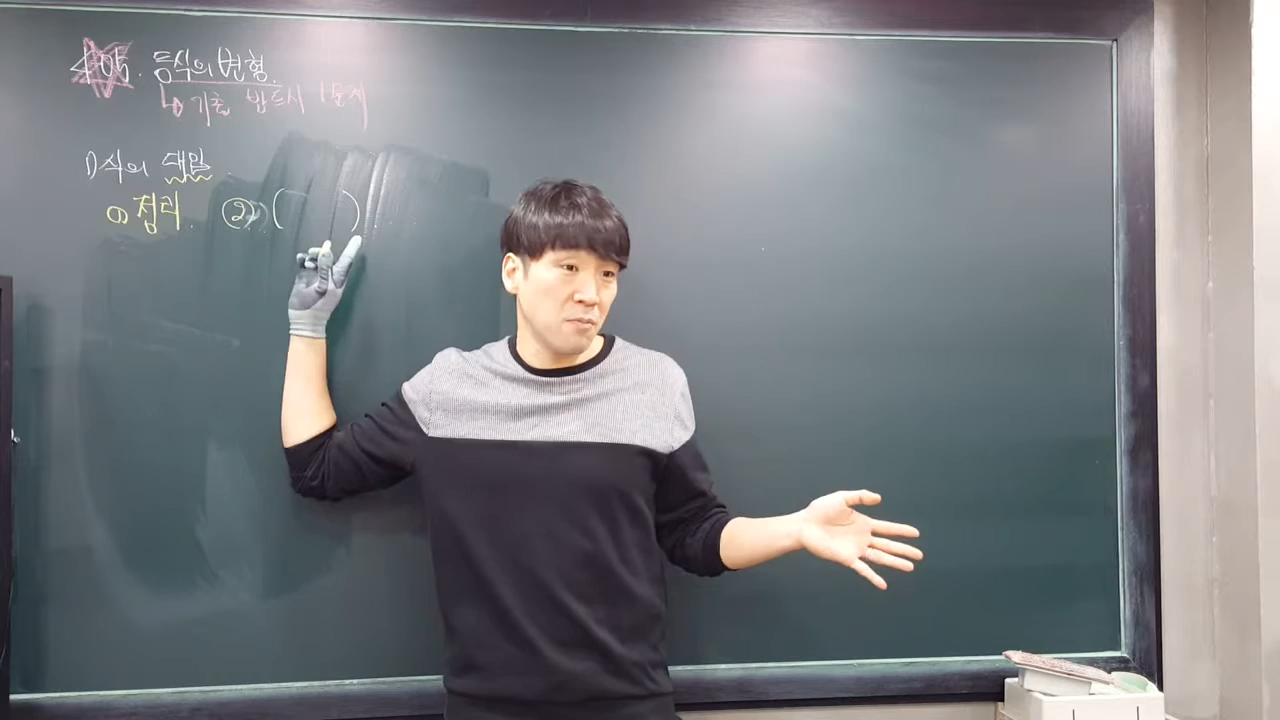 <05. 등식의 변형.
↳ 기초 반드시 1문제
1) 식의 대입
① 정리. ② ( )